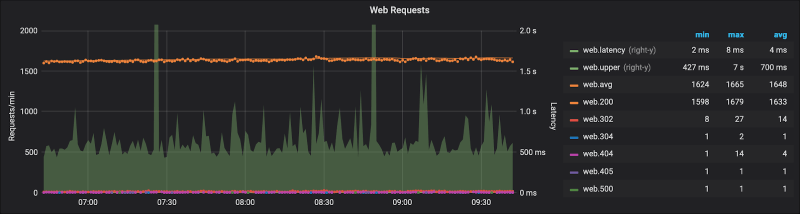 Web Requests
min max avg
web.latency (right-y) 2 ms 8 ms 4 ms
web.upper (right-y) 427 ms 7 s 700 ms
web.avg 1624 1665 1648
web.200 1598 1679 1633
web.302 8 27 14
web.304 1 2 1
web.404 1 14 4
web.405 1 1 1
web.500 1 1 1
Requests/min
2000
1500
1000
500
0
2.0 s
1.5 s
1.0 s
500 ms
0 ms
Latency
07:00 07:30 08:00 08:30 09:00 09:30